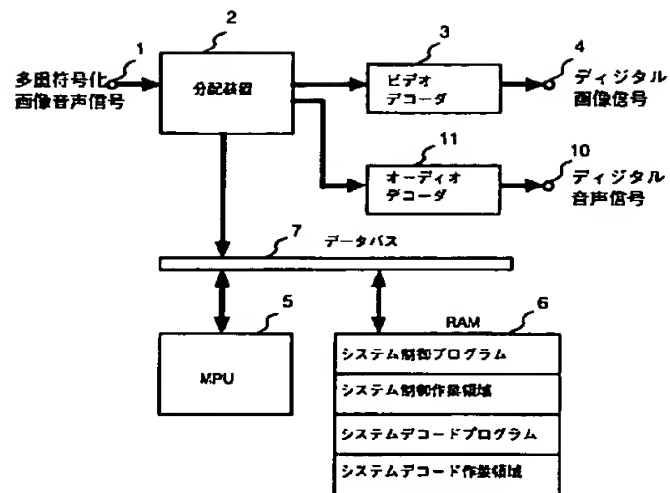 1
2
3
4
多重符号化
画像音声信号
分配装置
ビデオ
デコーダ
ディジタル
画像信号
11
10
オーディオ
デコーダ
ディジタル
音声信号
7
データバス
5
RAM
6
MPU
システム制御プログラム
システム制御作業領域
システムデコードプログラム
システムデコード作業領域